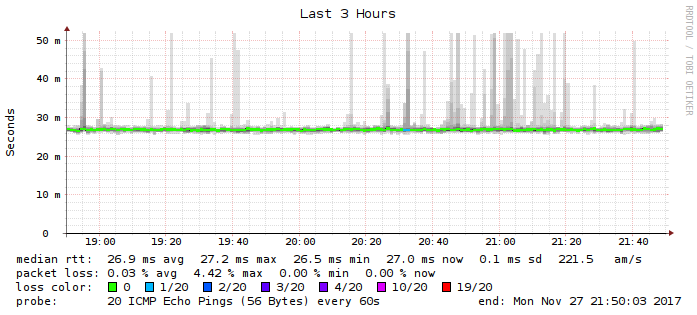 Last 3 Hours
RRDTOOL / TOBI OETIKER
Seconds
50 m
40 m
30 m
20 m
10 m
0
19:00 19:20 19:40 20:00 20:20 20:40 21:00 21:20 21:40
median rtt: 26.9 ms avg 27.2 ms max 26.5 ms min 27.0 ms now 0.1 ms sd 221.5 am/s
packet loss: 0.03 % avg 4.42 % max 0.00 % min 0.00 % now
loss color: 0 1/20 2/20 3/20 4/20 10/20 19/20
probe: 20 ICMP Echo Pings (56 Bytes) every 60s end: Mon Nov 27 21:50:03 2017